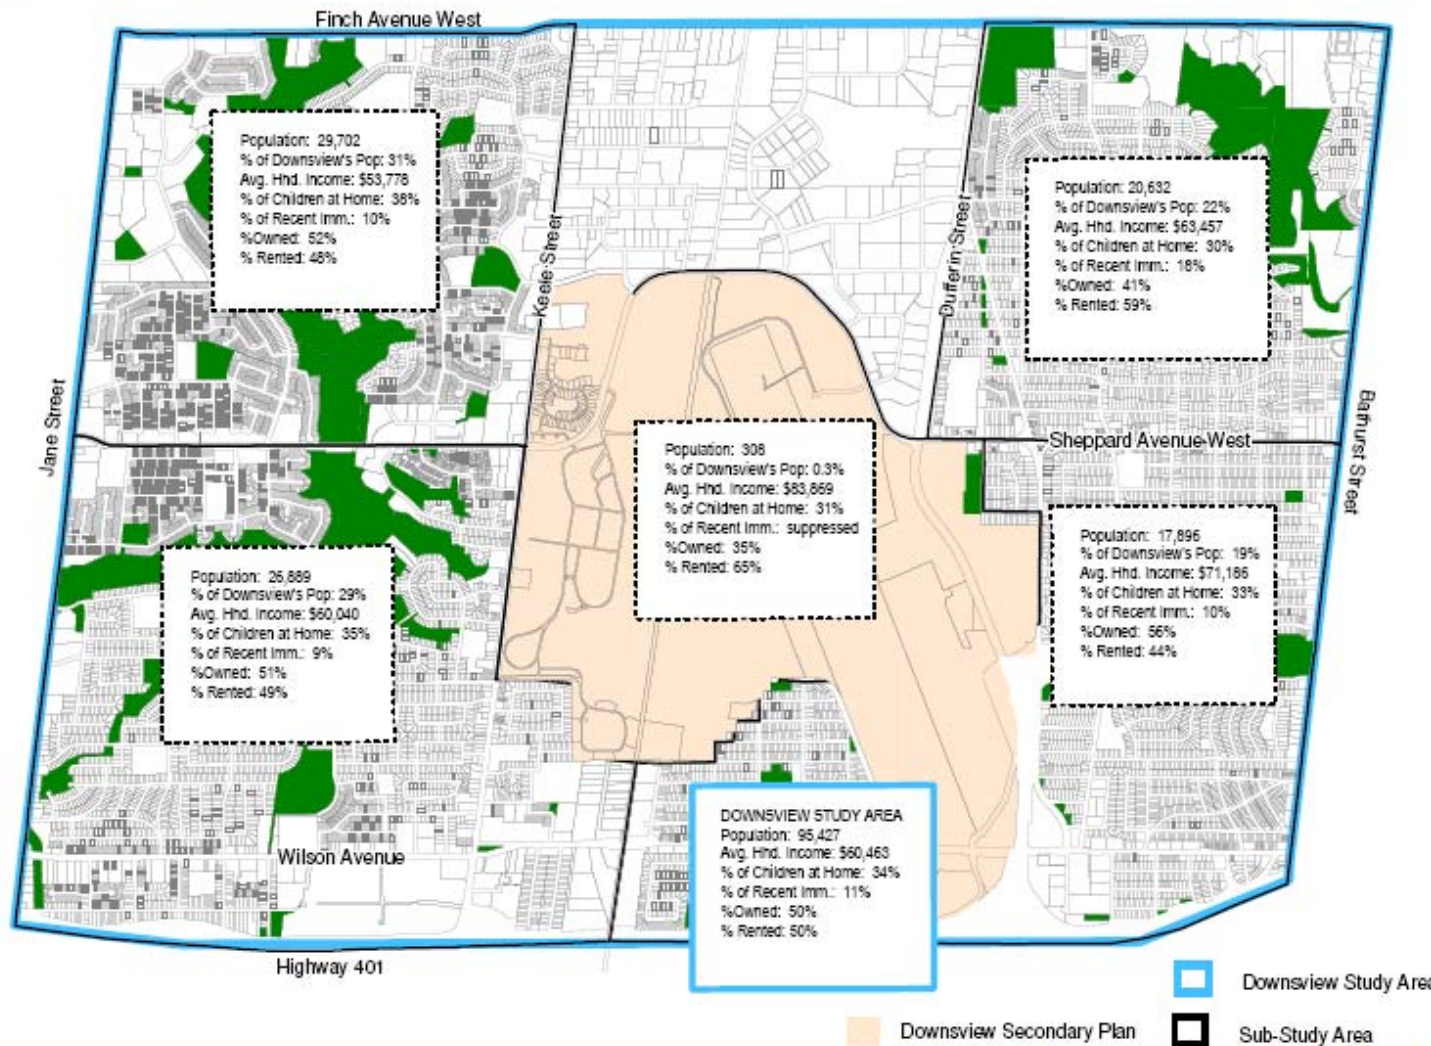 Finch Avenue West
Population: 29,702
% of Downsview's Pop: 31%
Avg. Hhd. Income: $53,778
% of Children at Home: 38%
% of Recent Imm.: 10%
%Owned: 52%
% Rented: 48%
Population: 20,632
% of Downsview's Pop: 22%
Avg. Hhd. Income: $63,457
% of Children at Home: 30%
% of Recent Imm.: 18%
%Owned: 41%
% Rented: 59%
Keele Street
Dufferin Street
Jane Street
Bathurst Street
Sheppard Avenue West
Population: 308
% of Downsview's Pop: 0.3%
Avg. Hhd. Income: $83,869
% of Children at Home: 31%
% of Recent Imm.: suppressed
%Owned: 35%
% Rented: 65%
Population: 26,889
% of Downsview's Pop: 29%
Avg. Hhd. Income: $60,040
% of Children at Home: 35%
% of Recent Imm.: 9%
%Owned: 51%
% Rented: 49%
Population: 17,896
% of Downsview's Pop: 19%
Avg. Hhd. Income: $71,186
% of Children at Home: 33%
% of Recent Imm.: 10%
%Owned: 56%
% Rented: 44%
DOWNSVIEW STUDY AREA
Population: 95,427
Avg. Hhd. Income: $60,463
% of Children at Home: 34%
% of Recent Imm.: 11%
%Owned: 50%
% Rented: 50%
Wilson Avenue
Highway 401
Downsview Study Area
Downsview Secondary Plan
Sub-Study Area